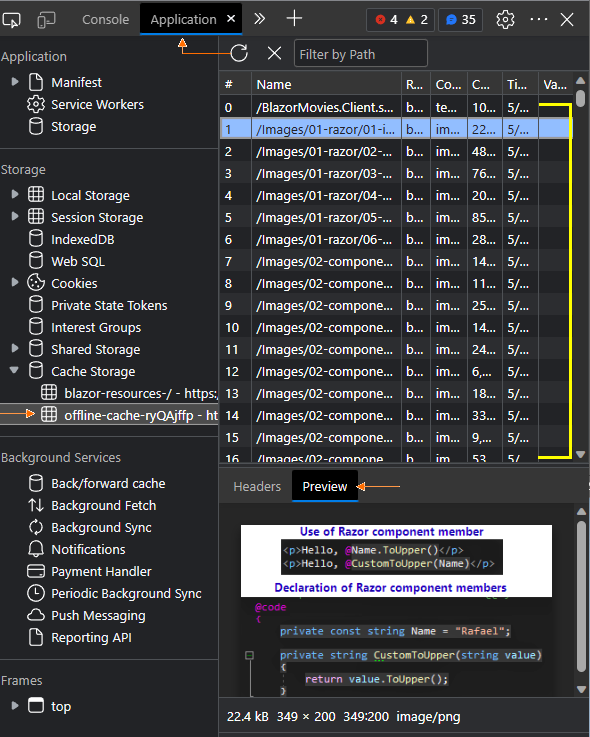 Console Application × 4 2 35
Application
Manifest
Service Workers
Storage
Storage
Local Storage
Session Storage
IndexedDB
Web SQL
Cookies
Private State Tokens
Interest Groups
Shared Storage
Cache Storage
blazor-resources-/ - https:/
offline-cache-ryQAjffp - ht
Background Services
Back/forward cache
Background Fetch
Background Sync
Notifications
Payment Handler
Periodic Background Sync
Push Messaging
Reporting API
Frames
top
Filter by Path
# Name R... Co... C... Ti... Va...
0 /BlazorMovies.Client.s... b... te... 10... 5/...
1 /Images/01-razor/01-i... b... im... 22... 5/...
2 /Images/01-razor/02-... b... im... 48... 5/...
3 /Images/01-razor/03-... b... im... 76... 5/...
4 /Images/01-razor/04-... b... im... 20... 5/...
5 /Images/01-razor/05-... b... im... 85... 5/...
6 /Images/01-razor/06-... b... im... 28... 5/...
7 /Images/02-compone... b... im... 14... 5/...
8 /Images/02-compone... b... im... 11... 5/...
9 /Images/02-compone... b... im... 25... 5/...
10 /Images/02-compone... b... im... 14... 5/...
11 /Images/02-compone... b... im... 24... 5/...
12 /Images/02-compone... b... im... 6,... 5/...
13 /Images/02-compone... b... im... 18... 5/...
14 /Images/02-compone... b... im... 33... 5/...
15 /Images/02-compone... b... im... 9,... 5/...
16 /Images/02-compone... b... im... 53... 5/...
Headers Preview
Use of Razor component member
<p>Hello, @Name.ToUpper()</p>
<p>Hello, @CustomToUpper(Name)</p>
Declaration of Razor component members
@code
{
private const string Name = "Rafael";
private string CustomToUpper(string value)
{
return value.ToUpper();
}
22.4 kB 349 × 200 349:200 image/png